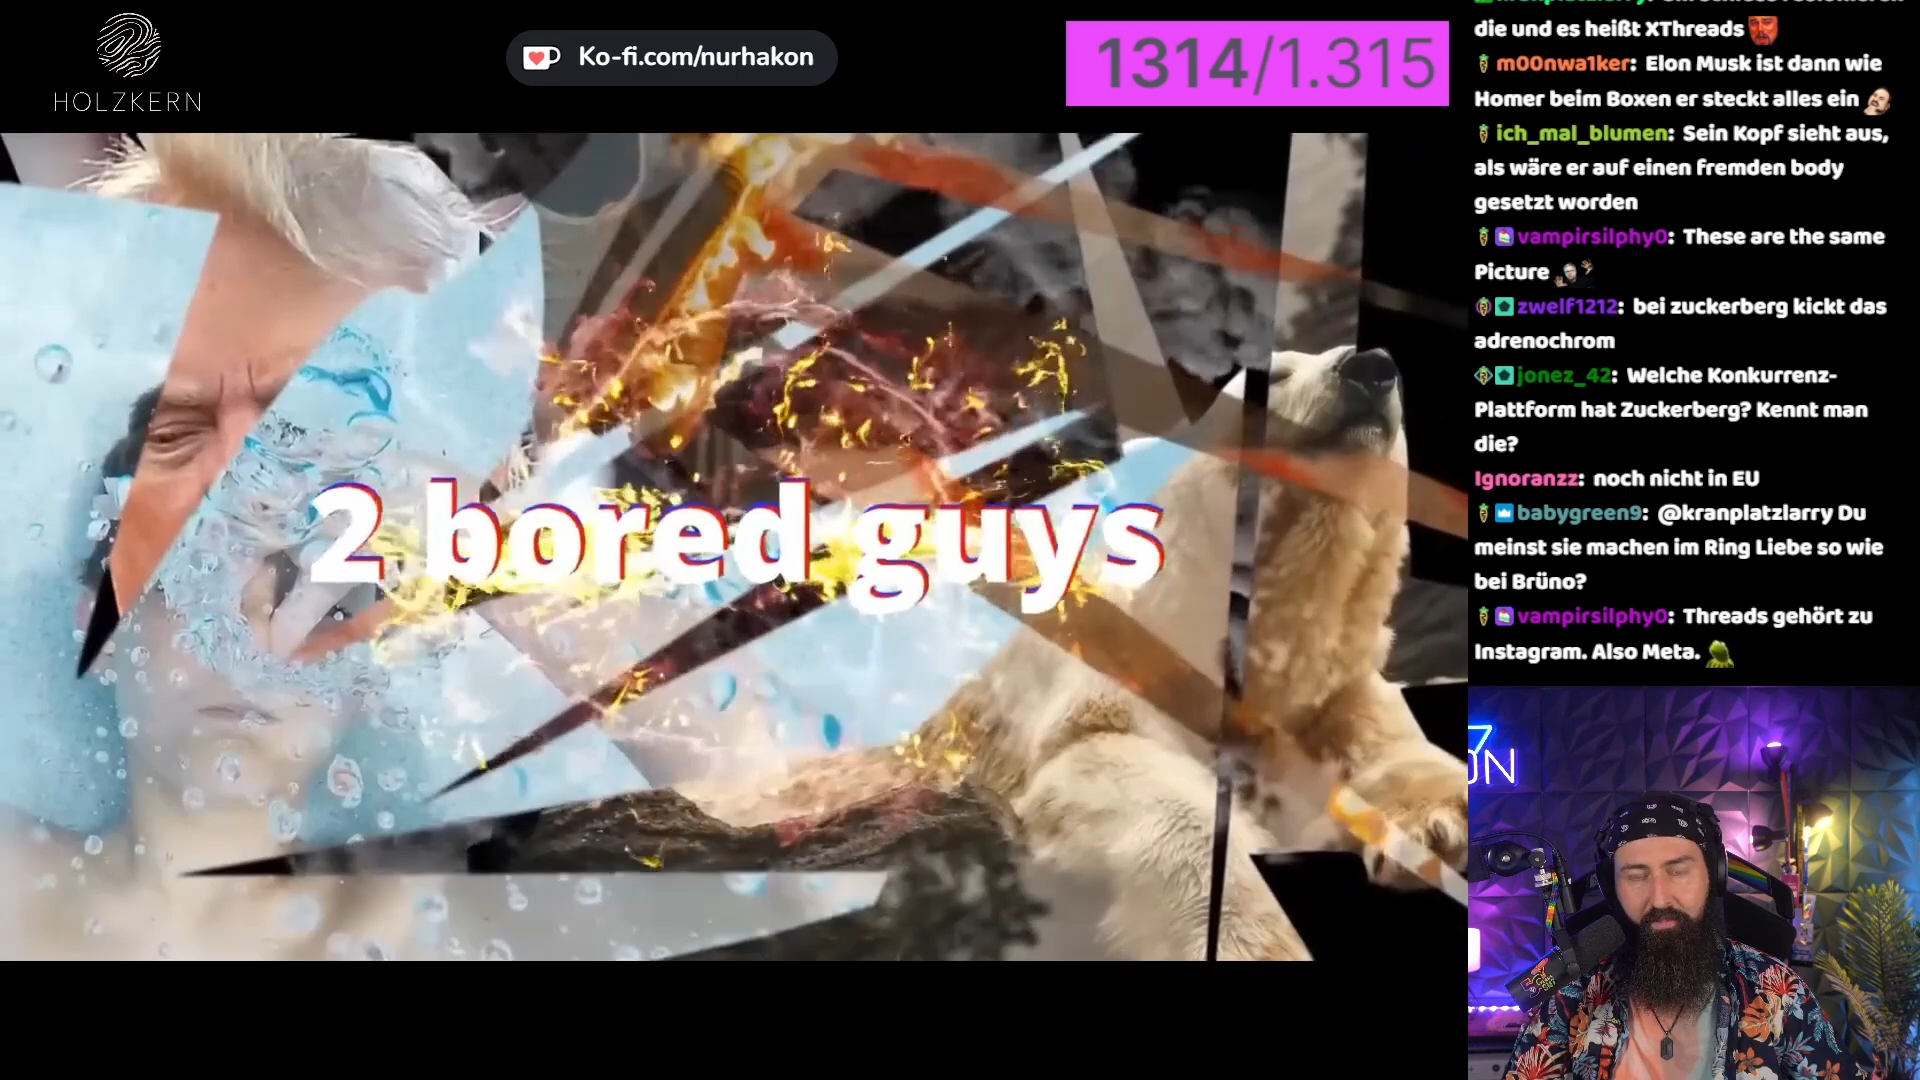 HOLZKERN
Ko-fi.com/nurhakon
1314/1.315
2 bored guys
die und es heißt XThreads
m00nwa1ker: Elon Musk ist dann wie
Homer beim Boxen er steckt alles ein
ich_mal_blumen: Sein Kopf sieht aus,
als wäre er auf einen fremden body
gesetzt worden
vampirsilphy0: These are the same
Picture
zwelf1212: bei zuckerberg kickt das
adrenochrom
jonez_42: Welche Konkurrenz-
Plattform hat Zuckerberg? Kennt man
die?
Ignoranzz: noch nicht in EU
babygreen9: @kranplatzlarry Du
meinst sie machen im Ring Liebe so wie
bei Brüno?
vampirsilphy0: Threads gehört zu
Instagram. Also Meta.
ON